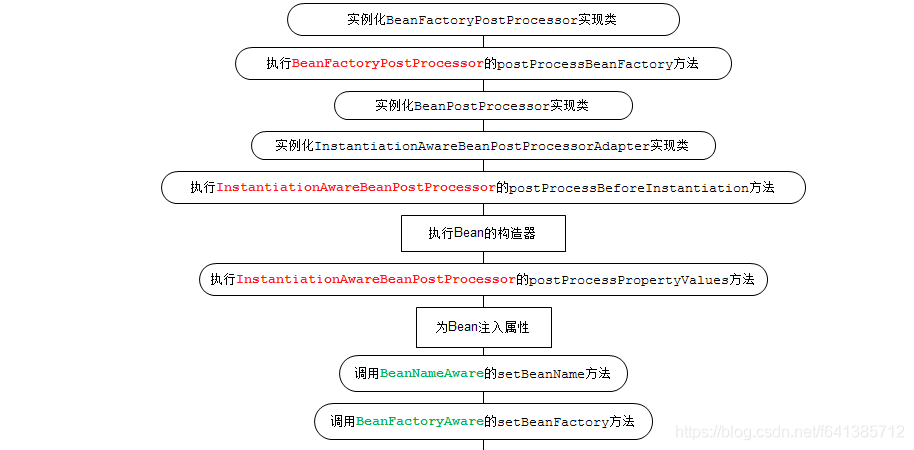 实例化BeanFactoryPostProcessor实现类
执行BeanFactoryPostProcessor的postProcessBeanFactory方法
实例化BeanPostProcessor实现类
实例化InstantiationAwareBeanPostProcessorAdapter实现类
执行InstantiationAwareBeanPostProcessor的postProcessBeforeInstantiation方法
执行Bean的构造器
执行InstantiationAwareBeanPostProcessor的postProcessPropertyValues方法
为Bean注入属性
调用BeanNameAware的setBeanName方法
调用BeanFactoryAware的setBeanFactory方法
https://blog.csdn.net/f641385712